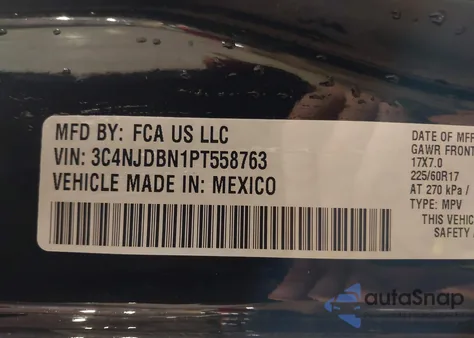 MFD BY: FCA US LLC
VIN: 3C4NJDBN1PT558763
VEHICLE MADE IN: MEXICO
DATE OF MFR
GAWR FRONT
17X7.0
225/60R17
AT 270 kPa /
TYPE: MPV
THIS VEHIC
SAFETY
autoSnap